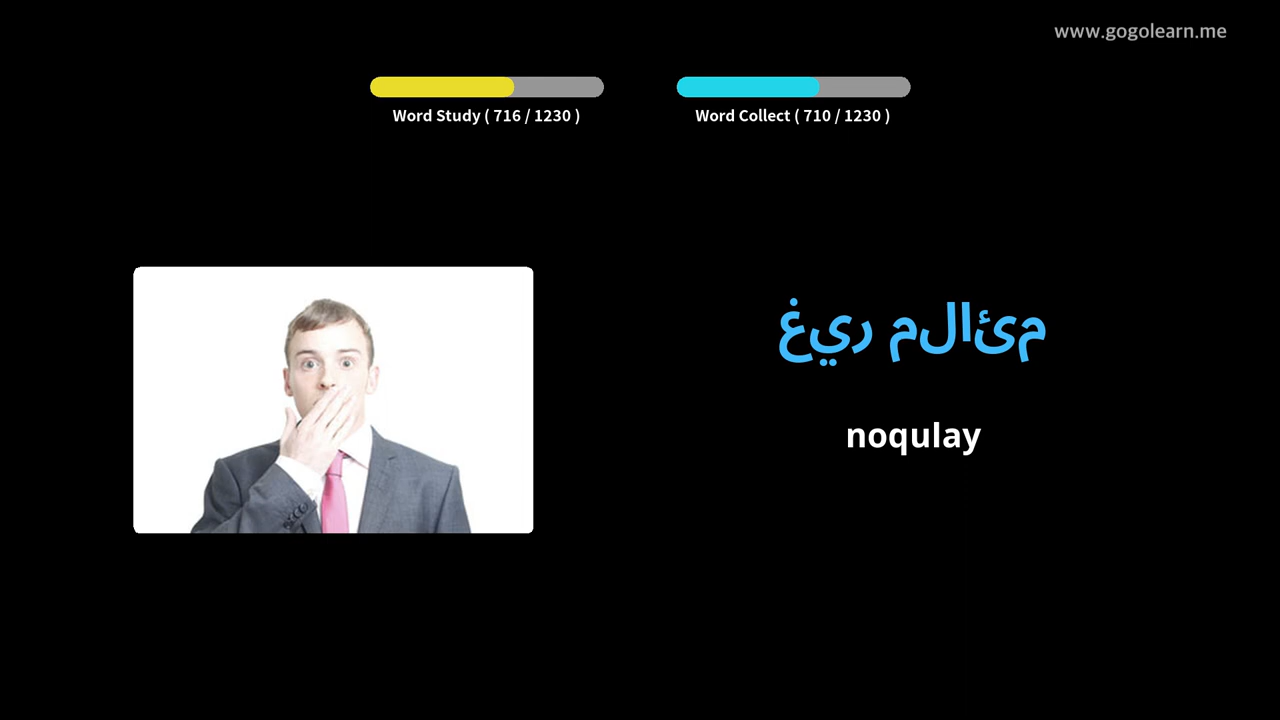 www.gogolearn.me
Word Study ( 716 / 1230 )
Word Collect ( 710 / 1230 )
غير ملائم
noqulay